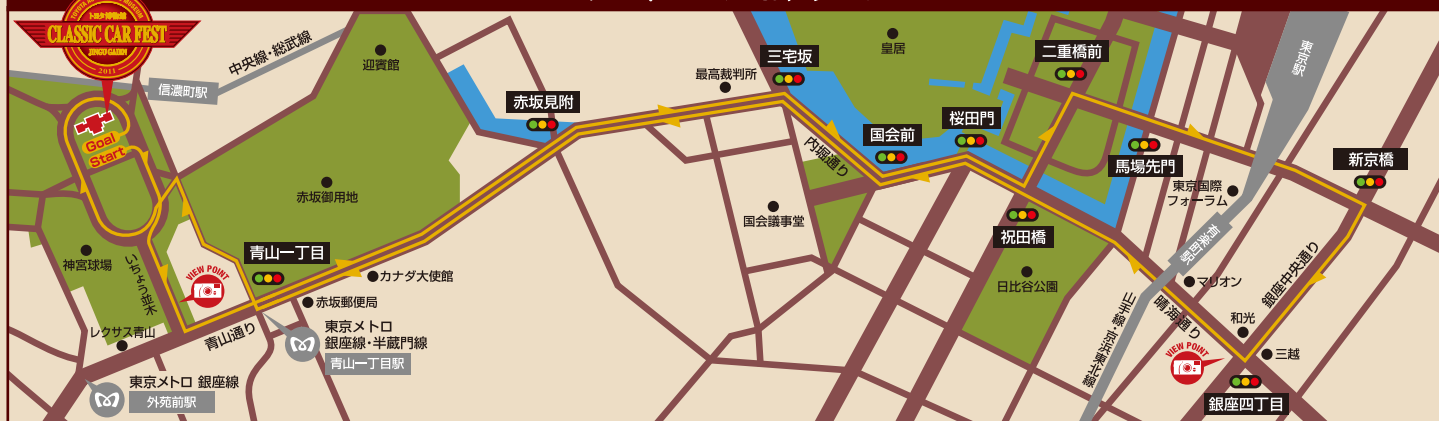 トヨタ博物館
TOYOTA AUTOMOBILE MUSEUM
CLASSIC CAR FEST
JINGU GAIEN
2011
中央線・総武線
信濃町駅
迎賓館
赤坂見附
最高裁判所
三宅坂
皇居
二重橋前
東京駅
Goal
Start
内堀通り
国会前
桜田門
馬場先門
新京橋
赤坂御用地
国会議事堂
東京国際
フォーラム
祝田橋
有楽町駅
神宮球場
いちょう並木
VIEW POINT
青山一丁目
カナダ大使館
赤坂郵便局
日比谷公園
マリオン
銀座中央通り
山手線・京浜東北線
晴海通り
和光
三越
VIEW POINT
銀座四丁目
レクサス青山
青山通り
東京メトロ
銀座線・半蔵門線
青山一丁目駅
東京メトロ 銀座線
外苑前駅